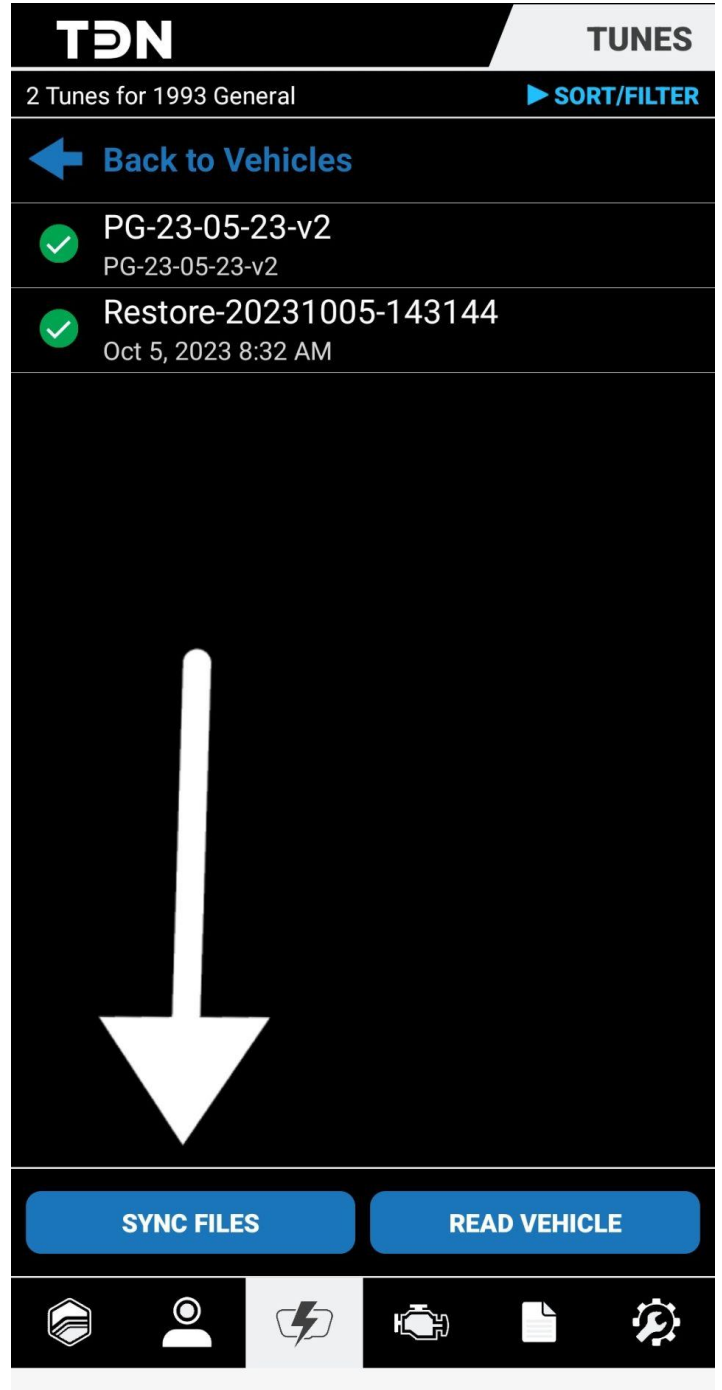 TDN
TUNES
2 Tunes for 1993 General
SORT/FILTER
Back to Vehicles
PG-23-05-23-v2
PG-23-05-23-v2
Restore-20231005-143144
Oct 5, 2023 8:32 AM
SYNC FILES
READ VEHICLE